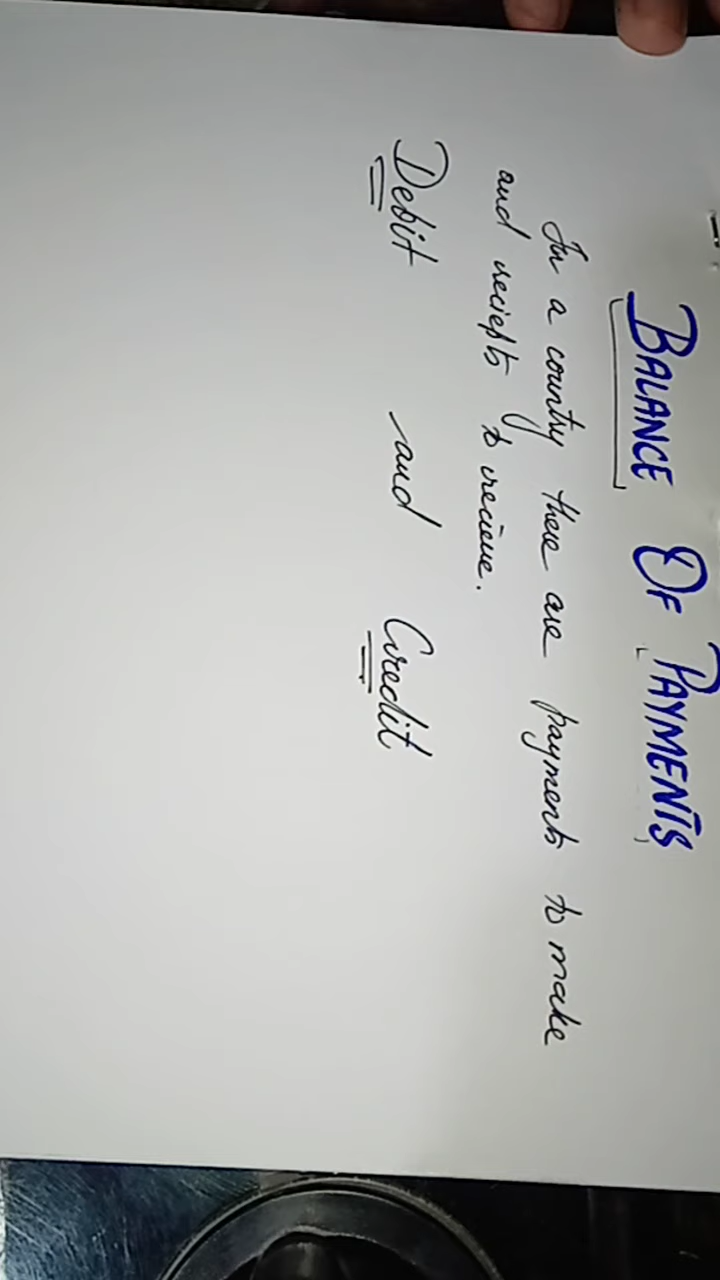 BALANCE OF PAYMENTS
In a country there are payments to make
and reciepts to recieve.
Debit and Credit